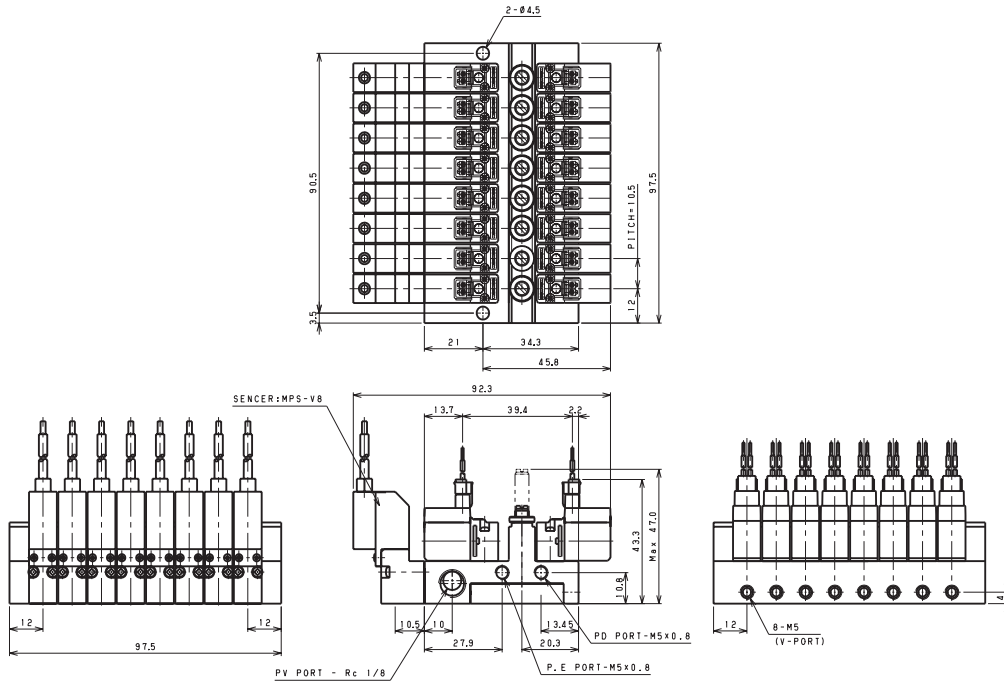 2-Ø4.5
90.5
3.5
97.5
PITCH=10.5
12
21
34.3
45.8
SENCER:MPS-V8
92.3
13.7
39.4
2.2
43.3
Max 47.0
10.8
12
12
97.5
10.5
10
27.9
13.45
20.3
PD PORT-M5×0.8
P.E PORT-M5×0.8
PV PORT - Rc 1/8
12
8-M5
(V-PORT)
4